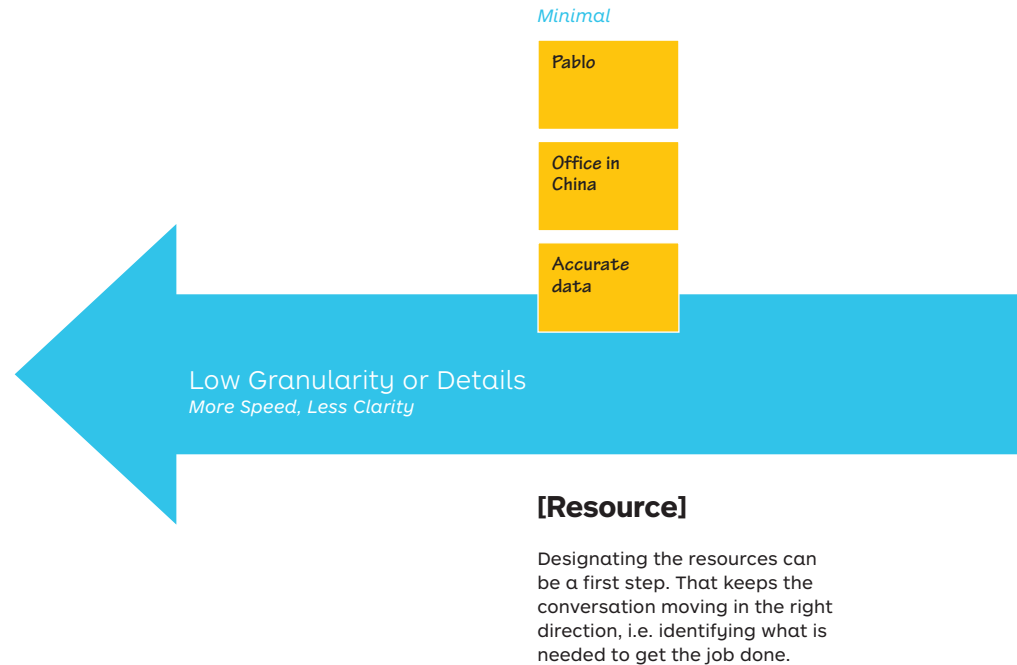 Minimal
Pablo
Office in
China
Accurate
data
Low Granularity or Details
More Speed, Less Clarity
[Resource]
Designating the resources can
be a first step. That keeps the
conversation moving in the right
direction, i.e. identifying what is
needed to get the job done.